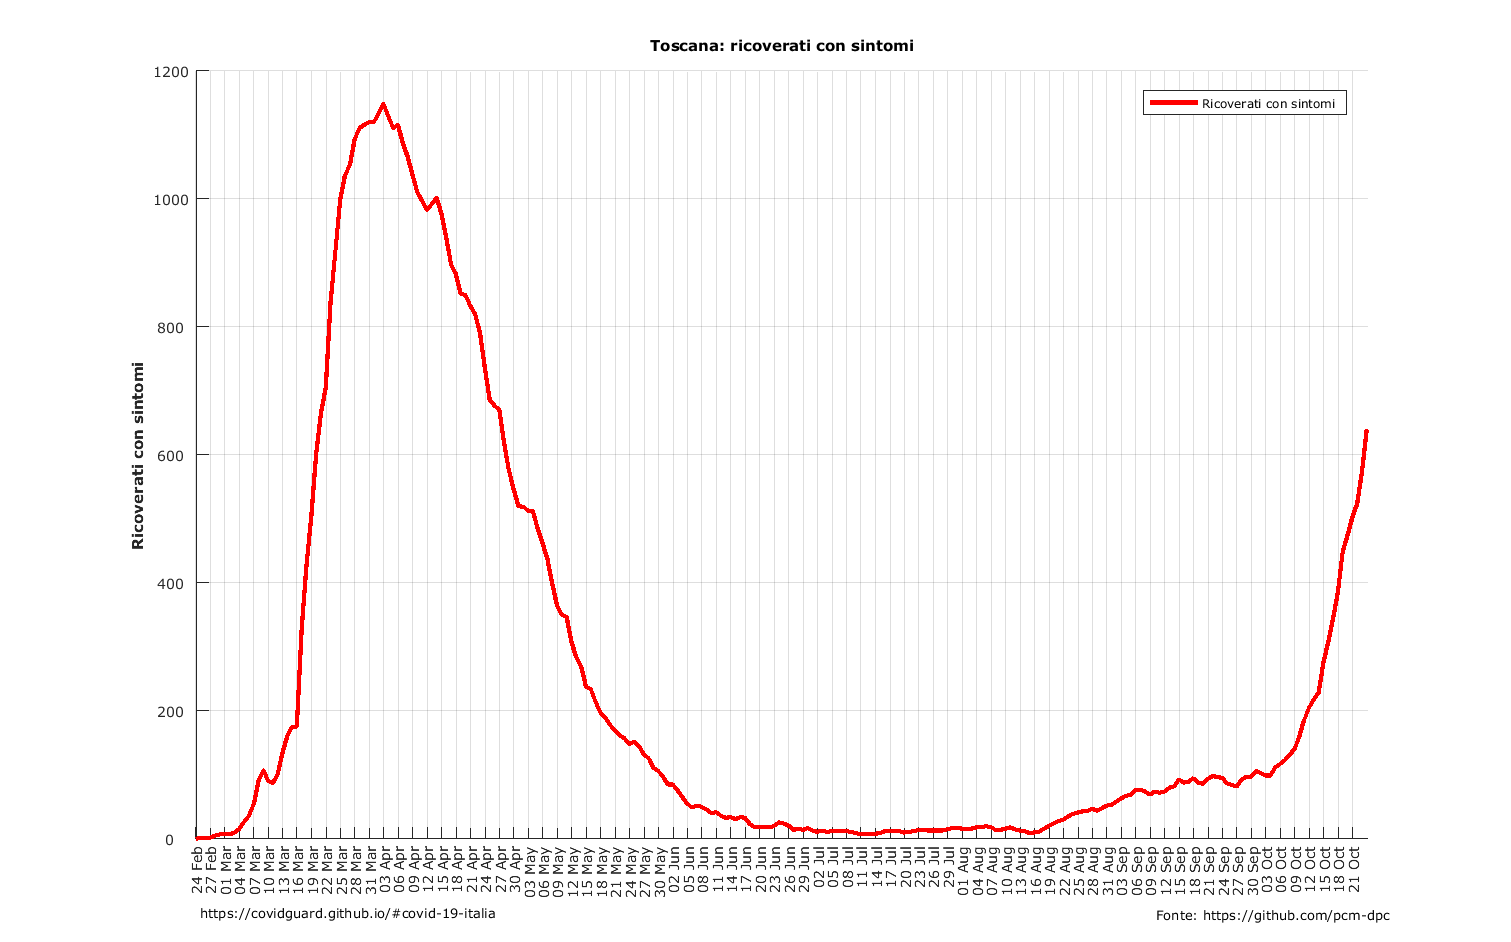 Toscana: ricoverati con sintomi
Ricoverati con sintomi
Ricoverati con sintomi
1200
1000
800
600
400
200
0
24 Feb
27 Feb
01 Mar
04 Mar
07 Mar
10 Mar
13 Mar
16 Mar
19 Mar
22 Mar
25 Mar
28 Mar
31 Mar
03 Apr
06 Apr
09 Apr
12 Apr
15 Apr
18 Apr
21 Apr
24 Apr
27 Apr
30 Apr
03 May
06 May
09 May
12 May
15 May
18 May
21 May
24 May
27 May
30 May
02 Jun
05 Jun
08 Jun
11 Jun
14 Jun
17 Jun
20 Jun
23 Jun
26 Jun
29 Jun
02 Jul
05 Jul
08 Jul
11 Jul
14 Jul
17 Jul
20 Jul
23 Jul
26 Jul
29 Jul
01 Aug
04 Aug
07 Aug
10 Aug
13 Aug
16 Aug
19 Aug
22 Aug
25 Aug
28 Aug
31 Aug
03 Sep
06 Sep
09 Sep
12 Sep
15 Sep
18 Sep
21 Sep
24 Sep
27 Sep
30 Sep
03 Oct
06 Oct
09 Oct
12 Oct
15 Oct
18 Oct
21 Oct
https://covidguard.github.io/#covid-19-italia
Fonte: https://github.com/pcm-dpc